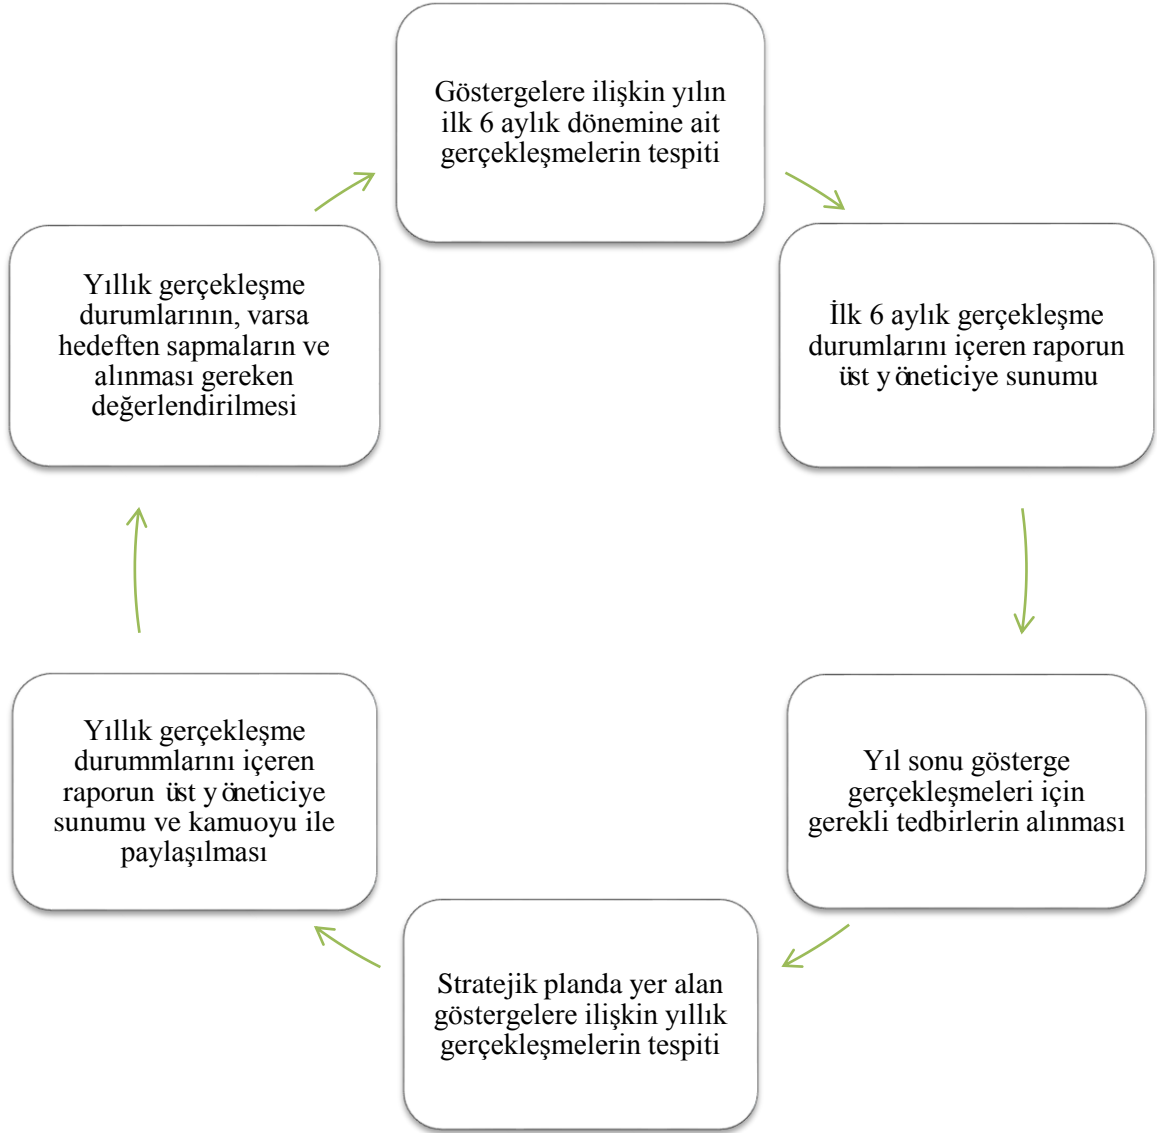 Göstergelere ilişkin yılın
ilk 6 aylık dönemine ait
gerçekleşmelerin tespiti
İlk 6 aylık gerçekleşme
durumlarını içeren raporun
üst yöneticiye sunumu
Yıl sonu gösterge
gerçekleşmeleri için
gerekli tedbirlerin alınması
Stratejik planda yer alan
göstergelere ilişkin yıllık
gerçekleşmelerin tespiti
Yıllık gerçekleşme
durummlarını içeren
raporun üst yöneticiye
sunumu ve kamuoyu ile
paylaşılması
Yıllık gerçekleşme
durumlarının, varsa
hedeften sapmaların ve
alınması gereken
değerlendirilmesi